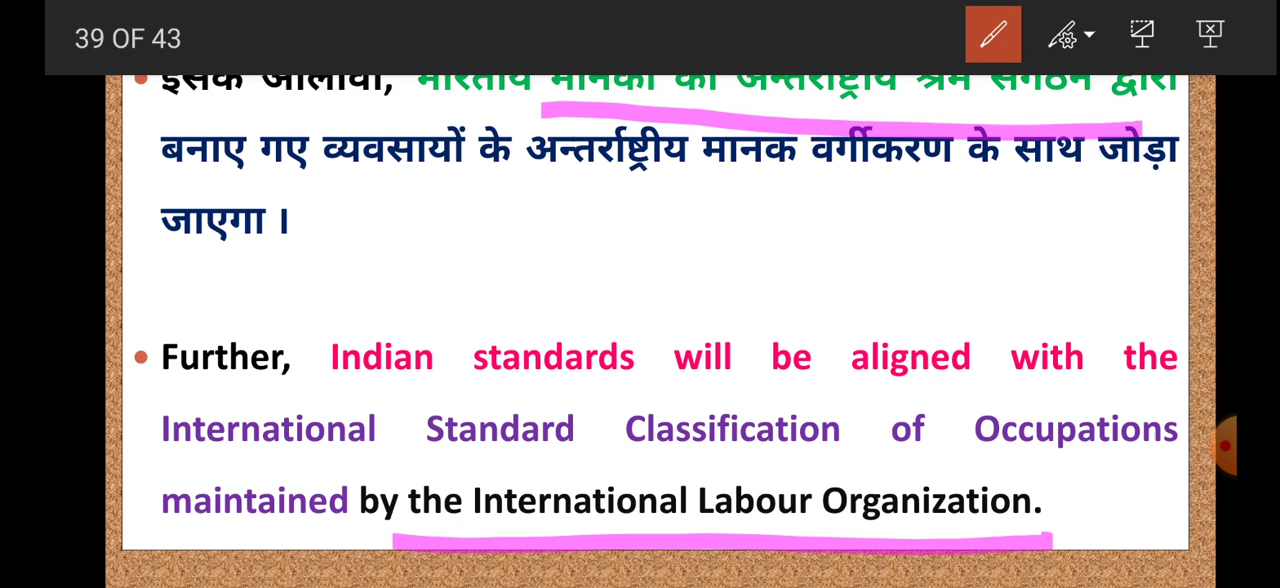 39 OF 43
इसके अलावा, भारतीय मानकों को अन्तर्राष्ट्रीय श्रम संगठन द्वारा
बनाए गए व्यवसायों के अन्तर्राष्ट्रीय मानक वर्गीकरण के साथ जोड़ा
जाएगा ।
Further, Indian standards will be aligned with the
International Standard Classification of Occupations
maintained by the International Labour Organization.